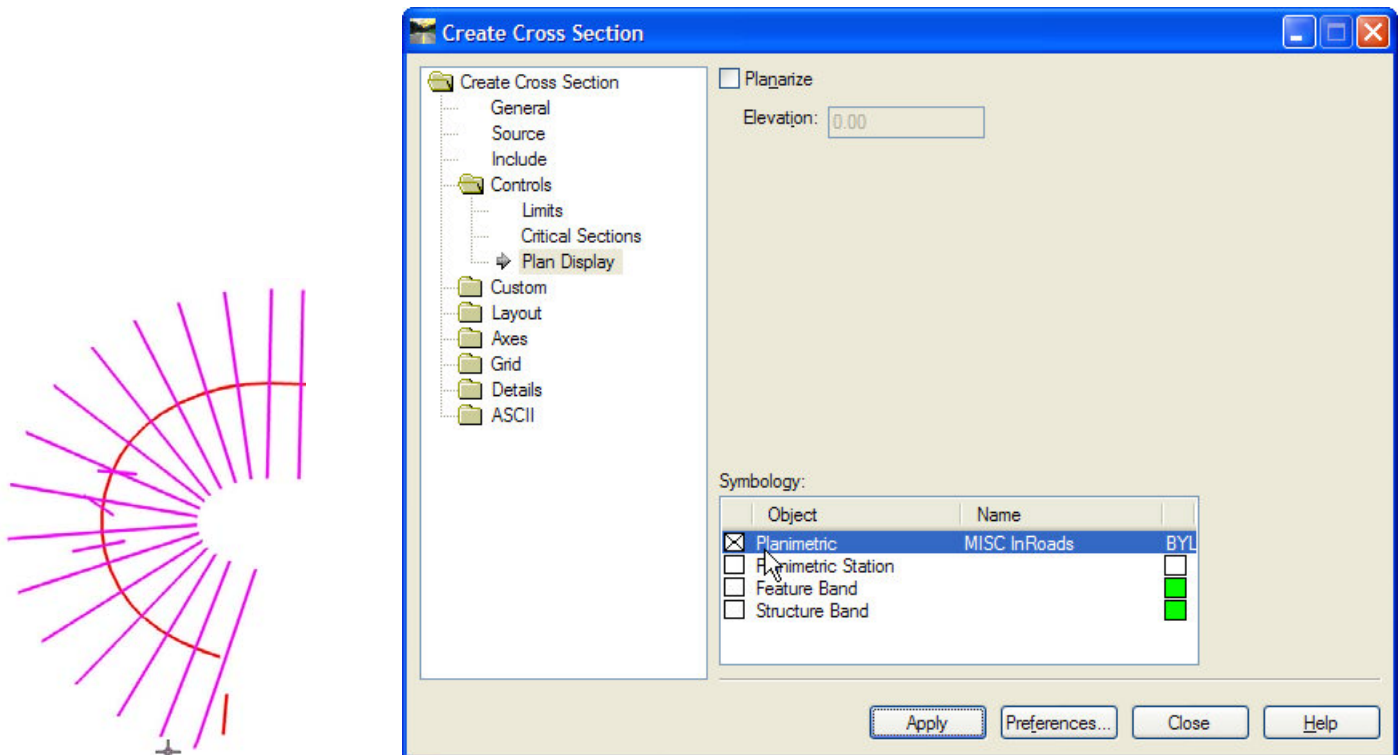 Create Cross Section
Create Cross Section
General
Source
Include
Controls
Limits
Critical Sections
Plan Display
Custom
Layout
Axes
Grid
Details
ASCII
Planarize
Elevation: 0.00
Symbology:
Object Name
Planimetric MISC InRoads BYL
Planimetric Station
Feature Band
Structure Band
Apply Preferences... Close Help